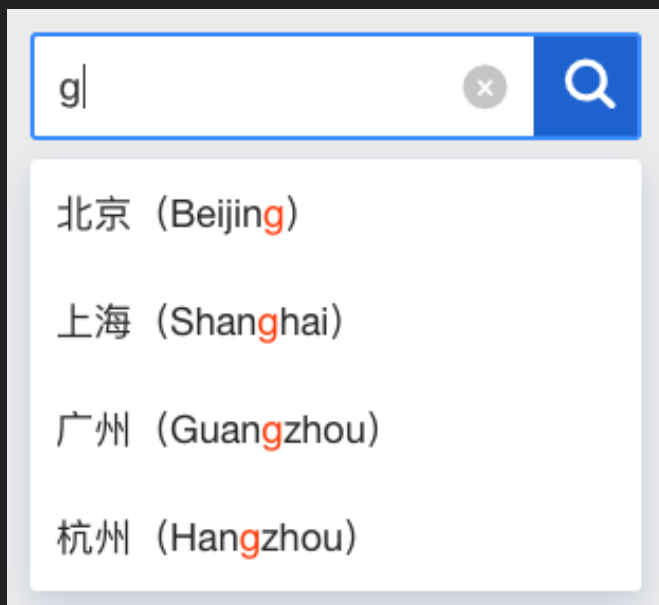 g
北京（Beijing）
上海（Shanghai）
广州（Guangzhou）
杭州（Hangzhou）